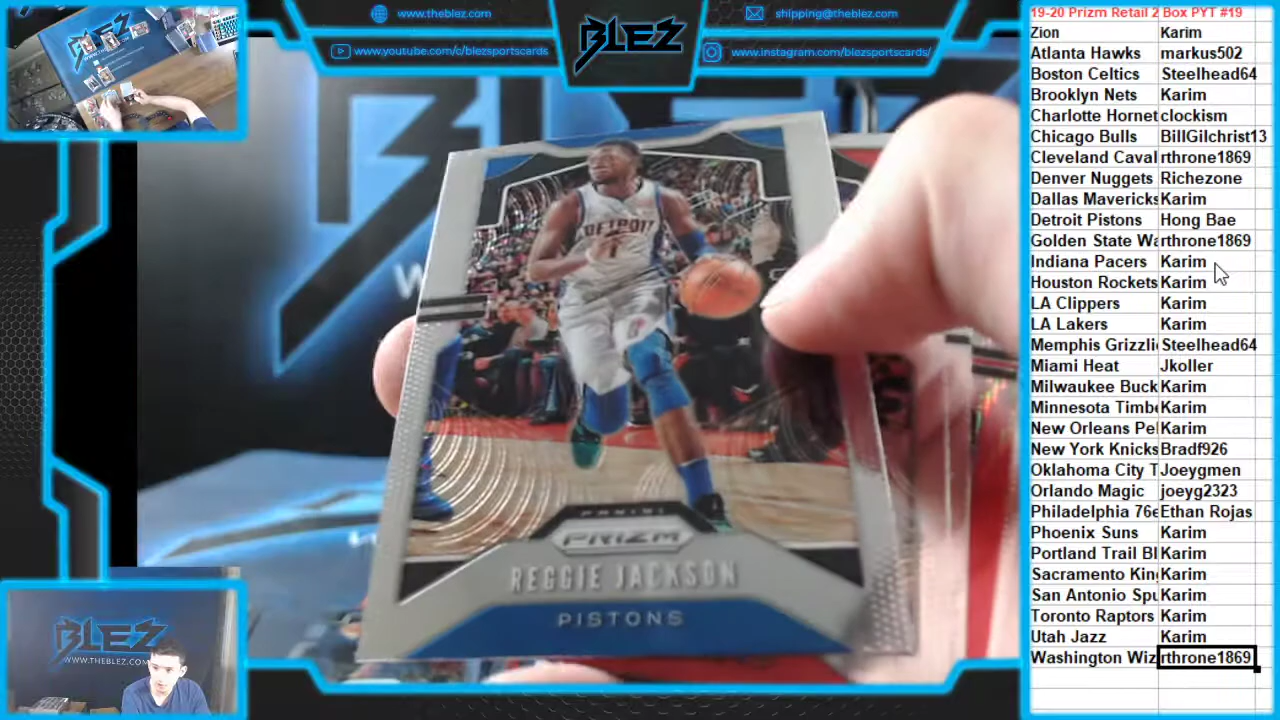 www.theblez.com
shipping@theblez.com
www.youtube.com/c/blezsportscards
www.instagram.com/blezsportscards/
BLEZ
19-20 Prizm Retail 2 Box PYT #19
Zion Karim
Atlanta Hawks markus502
Boston Celtics Steelhead64
Brooklyn Nets Karim
Charlotte Hornet clockism
Chicago Bulls BillGilchrist13
Cleveland Caval rthrone1869
Denver Nuggets Richezone
Dallas Mavericks Karim
Detroit Pistons Hong Bae
Golden State Wa rthrone1869
Indiana Pacers Karim
Houston Rockets Karim
LA Clippers Karim
LA Lakers Karim
Memphis Grizzli Steelhead64
Miami Heat Jkoller
Milwaukee Buck Karim
Minnesota Timbe Karim
New Orleans Pel Karim
New York Knicks Bradf926
Oklahoma City T Joeygmen
Orlando Magic joeyg2323
Philadelphia 76e Ethan Rojas
Phoenix Suns Karim
Portland Trail Bl Karim
Sacramento King Karim
San Antonio Spu Karim
Toronto Raptors Karim
Utah Jazz Karim
Washington Wiz rthrone1869
DETROIT
1
PANINI
PRIZM
REGGIE JACKSON
PISTONS
BLEZ
WWW.THEBLEZ.COM